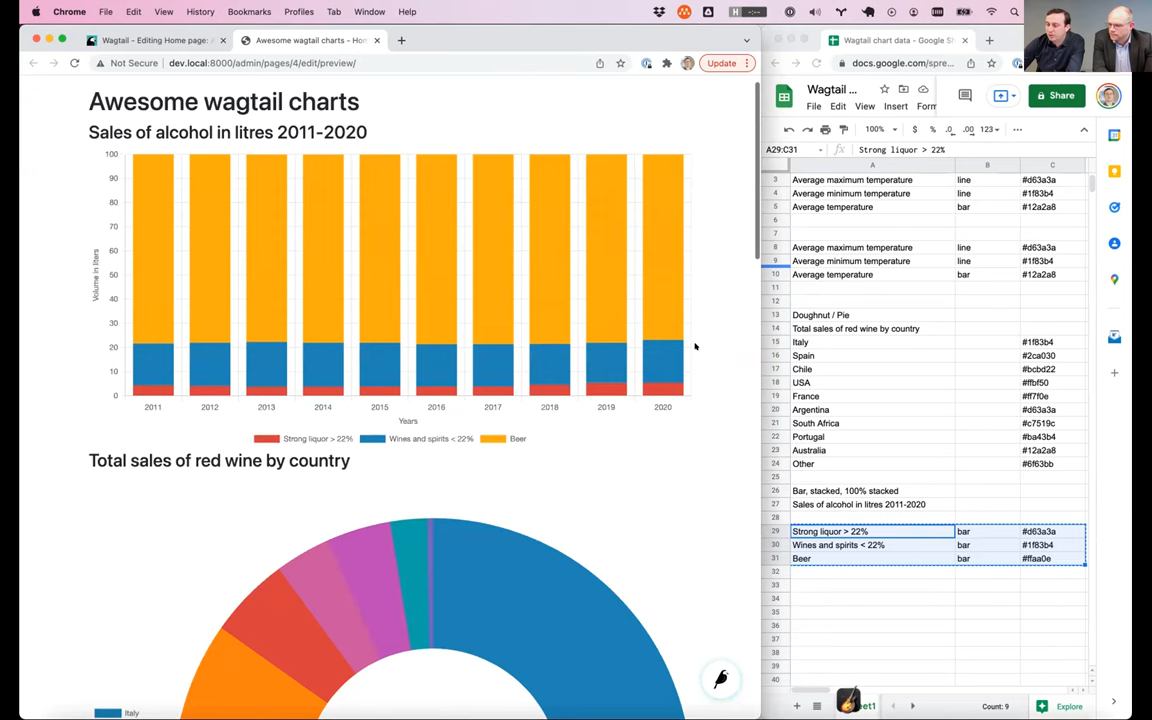 Chrome File Edit View History Bookmarks Profiles Tab Window Help
Wagtail - Editing Home page:
Awesome wagtail charts - Ho
Wagtail chart data - Google Sh
Not Secure
dev.local:8000/admin/pages/4/edit/preview/
Update
docs.google.com/spre...
Awesome wagtail charts
Sales of alcohol in litres 2011-2020
100
90
80
70
60
50
40
30
20
10
0
Volume in liters
2011 2012 2013 2014 2015 2016 2017 2018 2019 2020
Years
Strong liquor > 22% Wines and spirits < 22% Beer
Total sales of red wine by country
Italy
Wagtail ...
File Edit View Insert Form
Share
100% $ % .0 .00 123
A29:C31 fx Strong liquor > 22%
A B C
3 Average maximum temperature line #d63a3a
4 Average minimum temperature line #1f83b4
5 Average temperature bar #12a2a8
6
7
8 Average maximum temperature line #d63a3a
9 Average minimum temperature line #1f83b4
10 Average temperature bar #12a2a8
11
12
13 Doughnut / Pie
14 Total sales of red wine by country
15 Italy #1f83b4
16 Spain #2ca030
17 Chile #bcbd22
18 USA #ffbf50
19 France #ff7f0e
20 Argentina #d63a3a
21 South Africa #c7519c
22 Portugal #ba43b4
23 Australia #12a2a8
24 Other #6f63bb
25
26 Bar, stacked, 100% stacked
27 Sales of alcohol in litres 2011-2020
28
29 Strong liquor > 22% bar #d63a3a
30 Wines and spirits < 22% bar #1f83b4
31 Beer bar #ffaa0e
32
33
34
35
36
37
38
39
40
Count: 9
Explore